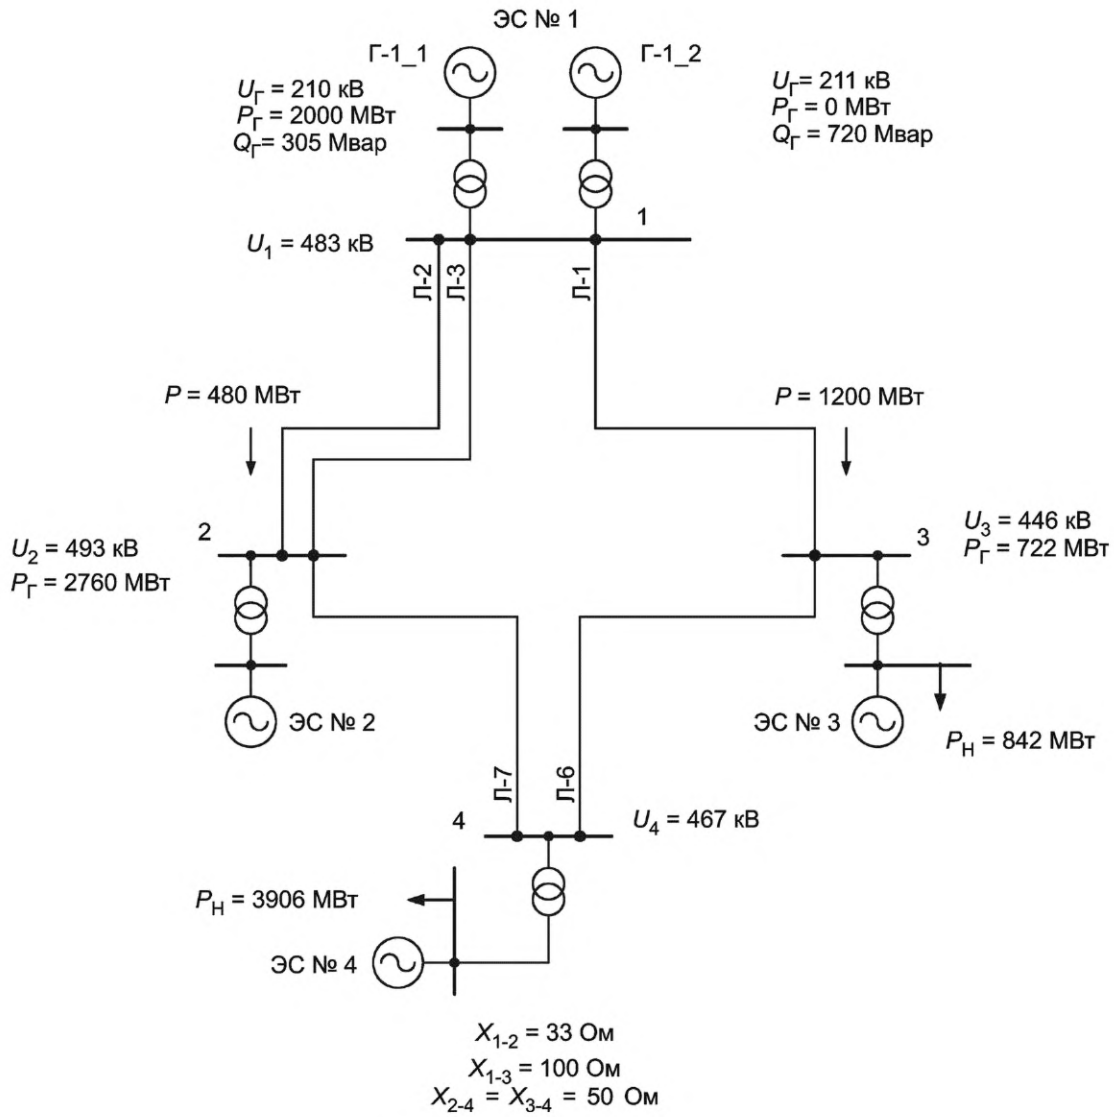 ЭС № 1
Г-1_1
Г-1_2
U_Г = 210 кВ
P_Г = 2000 МВт
Q_Г= 305 Мвар
U_Г= 211 кВ
P_Г = 0 МВт
Q_Г = 720 Мвар
1
U_1 = 483 кВ
Л-2
Л-3
Л-1
P = 480 МВт
P = 1200 МВт
2
U_2 = 493 кВ
P_Г = 2760 МВт
3
U_3 = 446 кВ
P_Г = 722 МВт
ЭС № 2
ЭС № 3
P_Н = 842 МВт
Л-7
Л-6
4
U_4 = 467 кВ
P_Н = 3906 МВт
ЭС № 4
X_1-2 = 33 Ом
X_1-3 = 100 Ом
X_2-4 = X_3-4 = 50 Ом